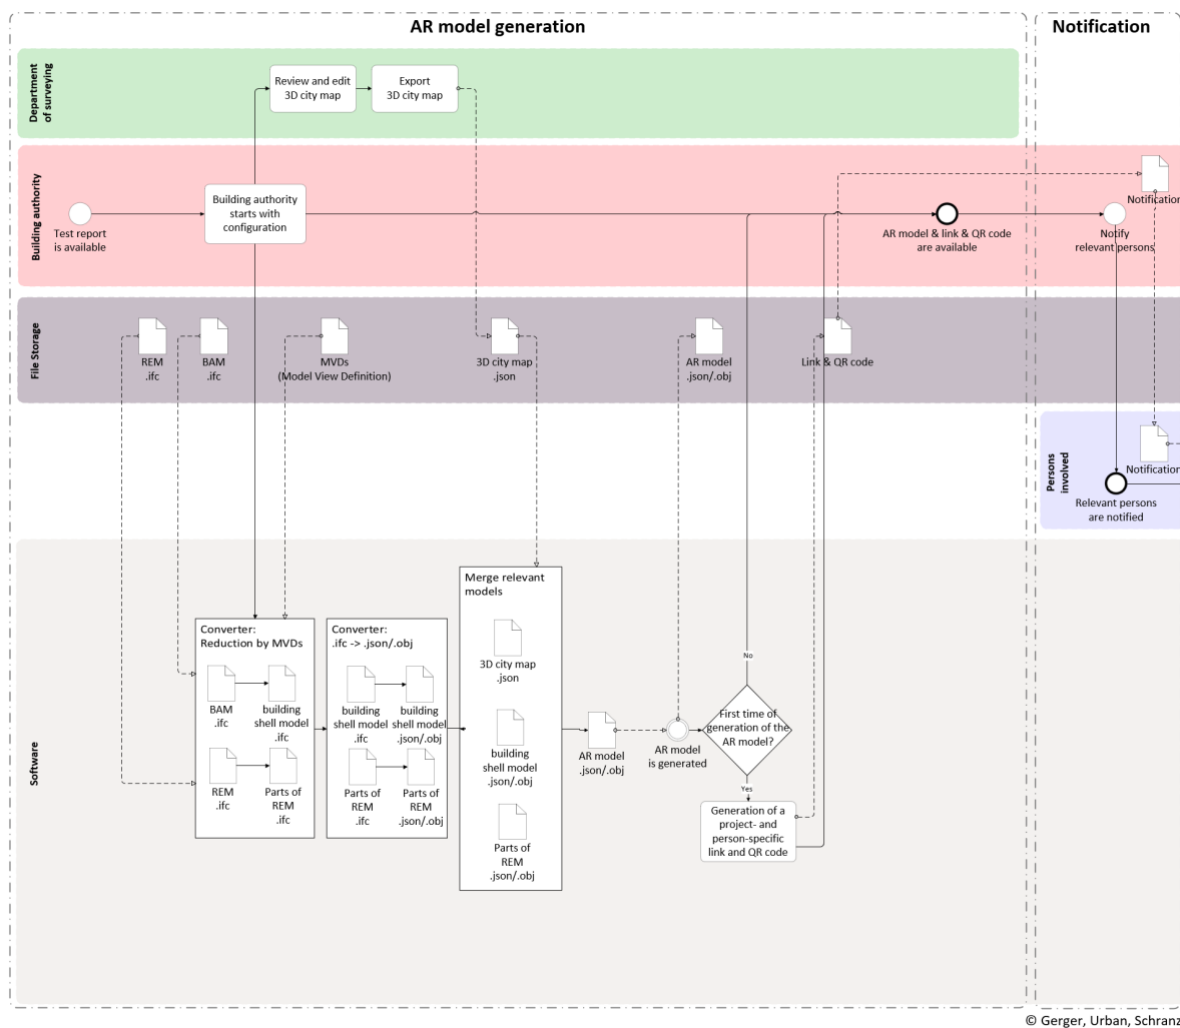 AR model generation
Notification
Department
of surveying
Review and edit
3D city map
Export
3D city map
Building authority
Test report
is available
Building authority
starts with
configuration
AR model & link & QR code
are available
Notification
Notify
relevant persons
File Storage
REM
.ifc
BAM
.ifc
MVDs
(Model View Definition)
3D city map
.json
AR model
.json/.obj
Link & QR code
Persons
involved
Notification
Relevant persons
are notified
Software
Converter:
Reduction by MVDs
BAM
.ifc
building
shell model
.ifc
REM
.ifc
Parts of
REM
.ifc
Converter:
.ifc -> .json/.obj
building
shell model
.ifc
building
shell model
.json/.obj
Parts of
REM
.ifc
Parts of
REM
.json/.obj
Merge relevant
models
3D city map
.json
building
shell model
.json/.obj
Parts of
REM
.json/.obj
AR model
.json/.obj
AR model
is generated
No
First time of
generation of the
AR model?
Yes
Generation of a
project- and
person-specific
link and QR code
© Gerger, Urban, Schranz